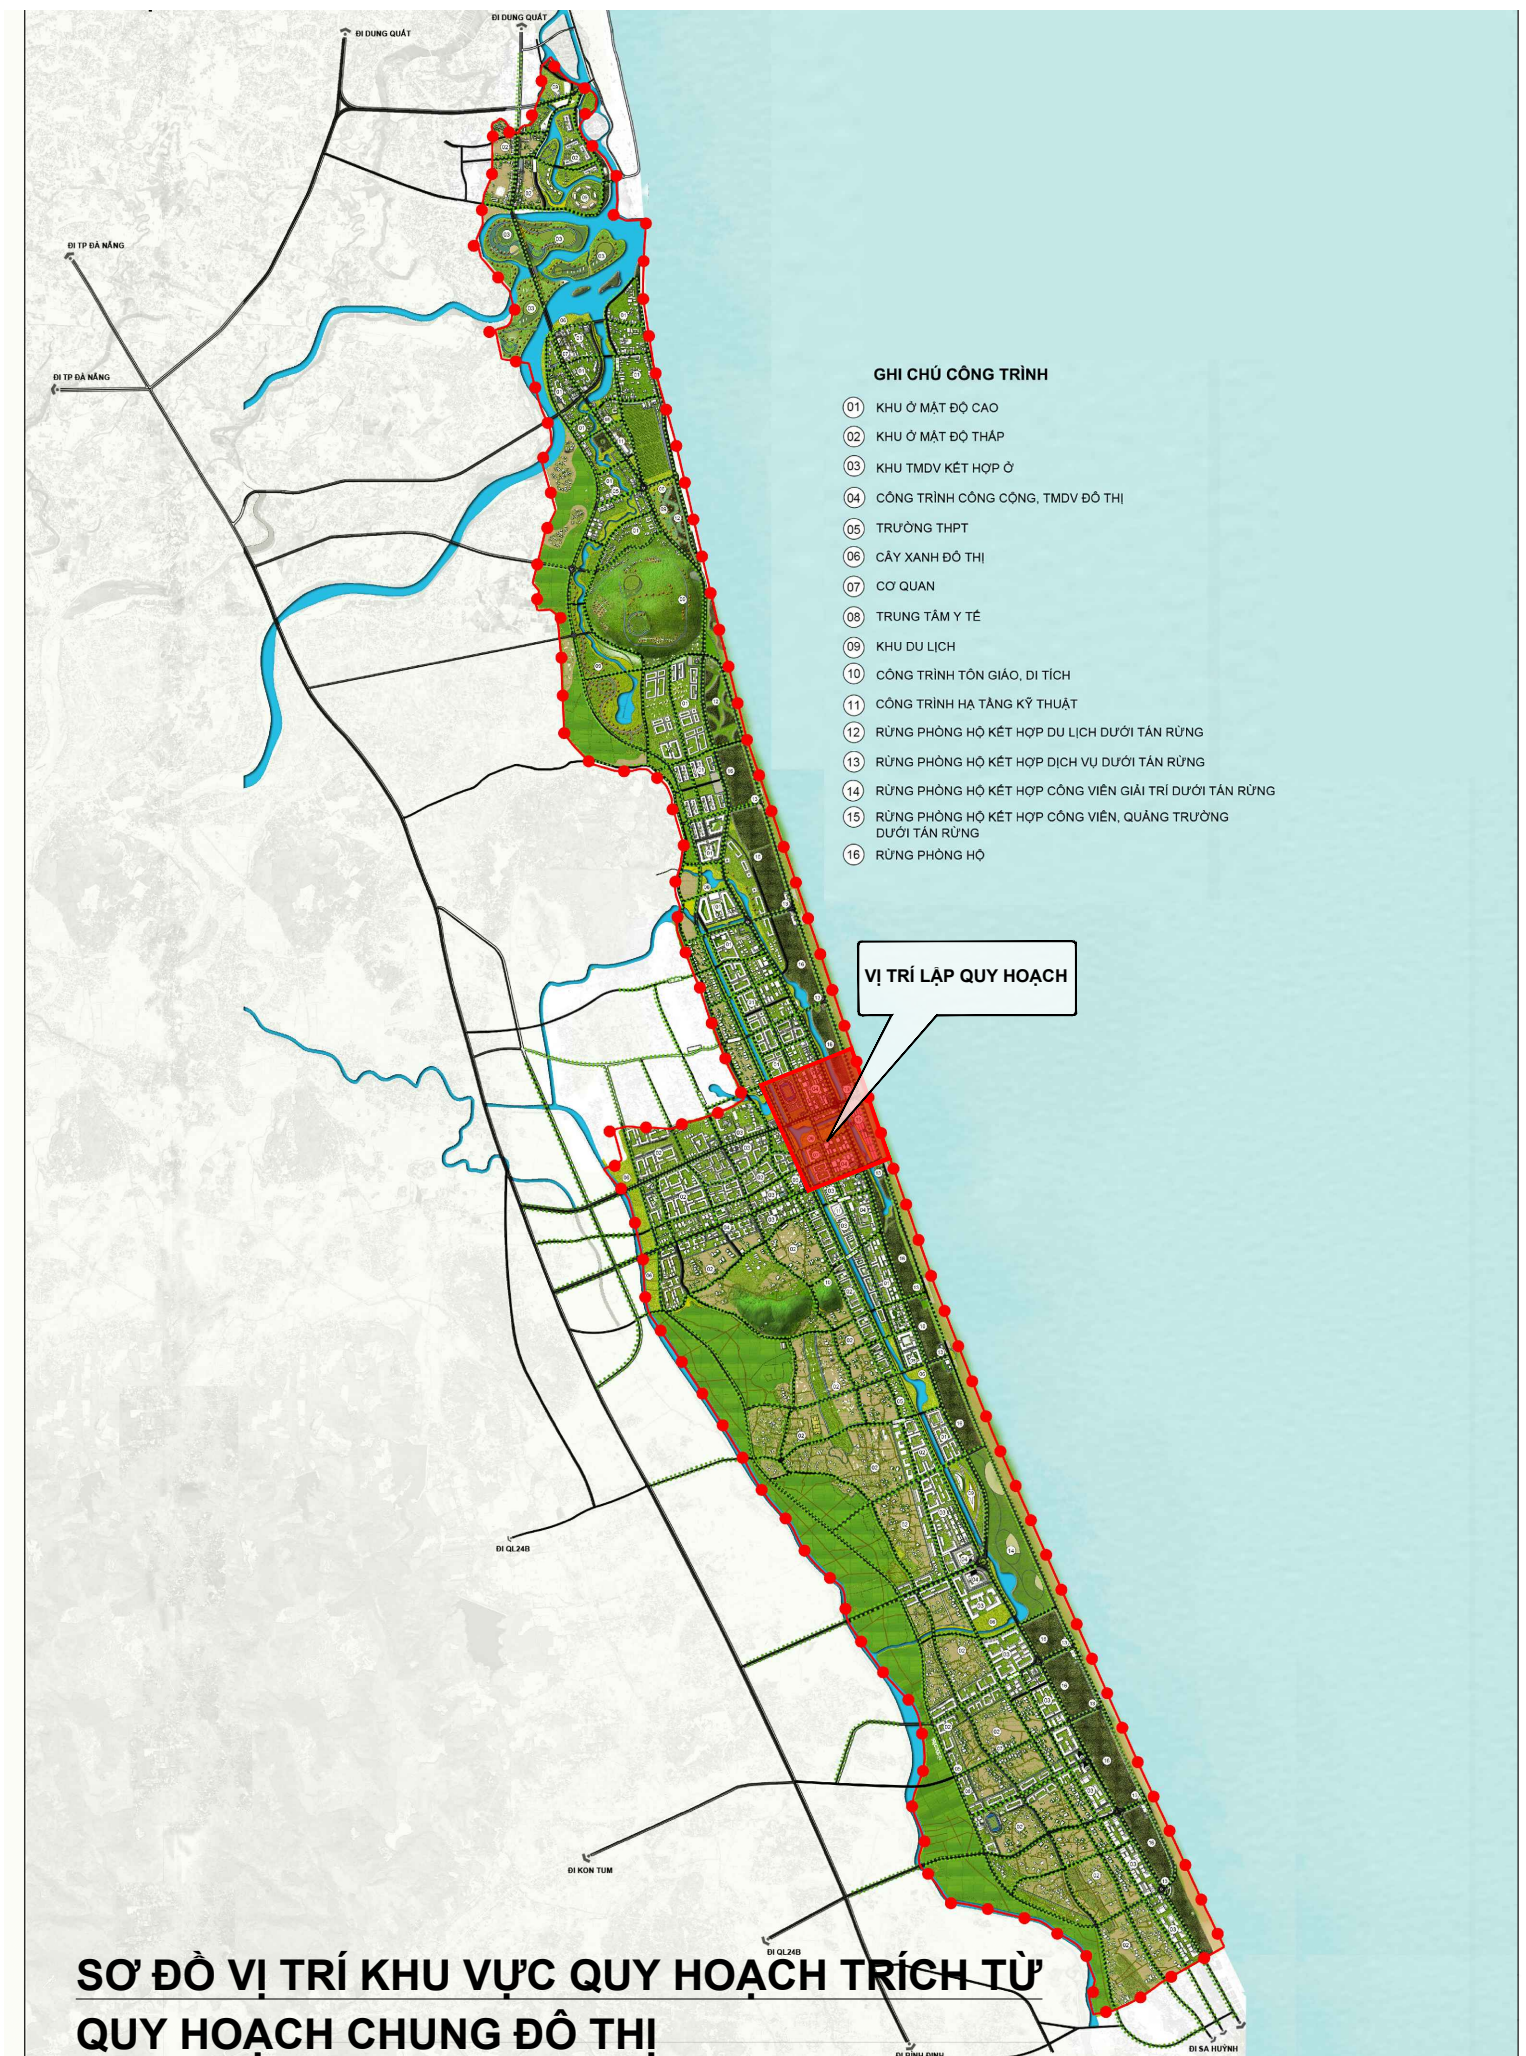 ĐI DUNG QUẤT
ĐI DUNG QUẤT
ĐI TP ĐÀ NẴNG
ĐI TP ĐÀ NẴNG
GHI CHÚ CÔNG TRÌNH
01 KHU Ở MẬT ĐỘ CAO
02 KHU Ở MẬT ĐỘ THẤP
03 KHU TMDV KẾT HỢP Ở
04 CÔNG TRÌNH CÔNG CỘNG, TMDV ĐÔ THỊ
05 TRƯỜNG THPT
06 CÂY XANH ĐÔ THỊ
07 CƠ QUAN
08 TRUNG TÂM Y TẾ
09 KHU DU LỊCH
10 CÔNG TRÌNH TÔN GIÁO, DI TÍCH
11 CÔNG TRÌNH HẠ TẦNG KỸ THUẬT
12 RỪNG PHÒNG HỘ KẾT HỢP DU LỊCH DƯỚI TÁN RỪNG
13 RỪNG PHÒNG HỘ KẾT HỢP DỊCH VỤ DƯỚI TÁN RỪNG
14 RỪNG PHÒNG HỘ KẾT HỢP CÔNG VIÊN GIẢI TRÍ DƯỚI TÁN RỪNG
15 RỪNG PHÒNG HỘ KẾT HỢP CÔNG VIÊN, QUẢNG TRƯỜNG
DƯỚI TÁN RỪNG
16 RỪNG PHÒNG HỘ
VỊ TRÍ LẬP QUY HOẠCH
ĐI QL24B
ĐI KON TUM
ĐI QL24B
SƠ ĐỒ VỊ TRÍ KHU VỰC QUY HOẠCH TRÍCH TỪ
QUY HOẠCH CHUNG ĐÔ THỊ
ĐI BÌNH ĐỊNH
ĐI SA HUỲNH